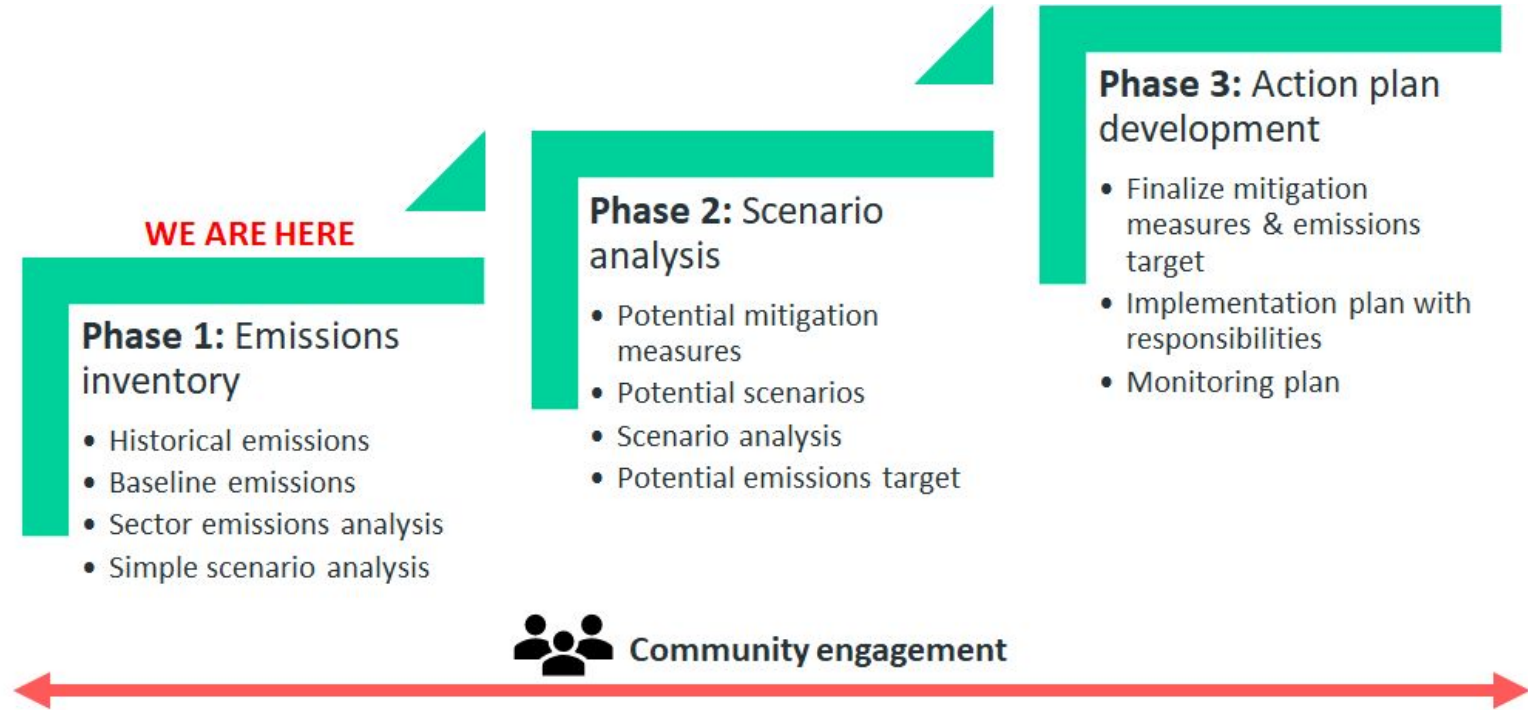 WE ARE HERE
Phase 1: Emissions
inventory
• Historical emissions
• Baseline emissions
• Sector emissions analysis
• Simple scenario analysis
Phase 2: Scenario
analysis
• Potential mitigation
measures
• Potential scenarios
• Scenario analysis
• Potential emissions target
Phase 3: Action plan
development
• Finalize mitigation
measures & emissions
target
• Implementation plan with
responsibilities
• Monitoring plan
Community engagement